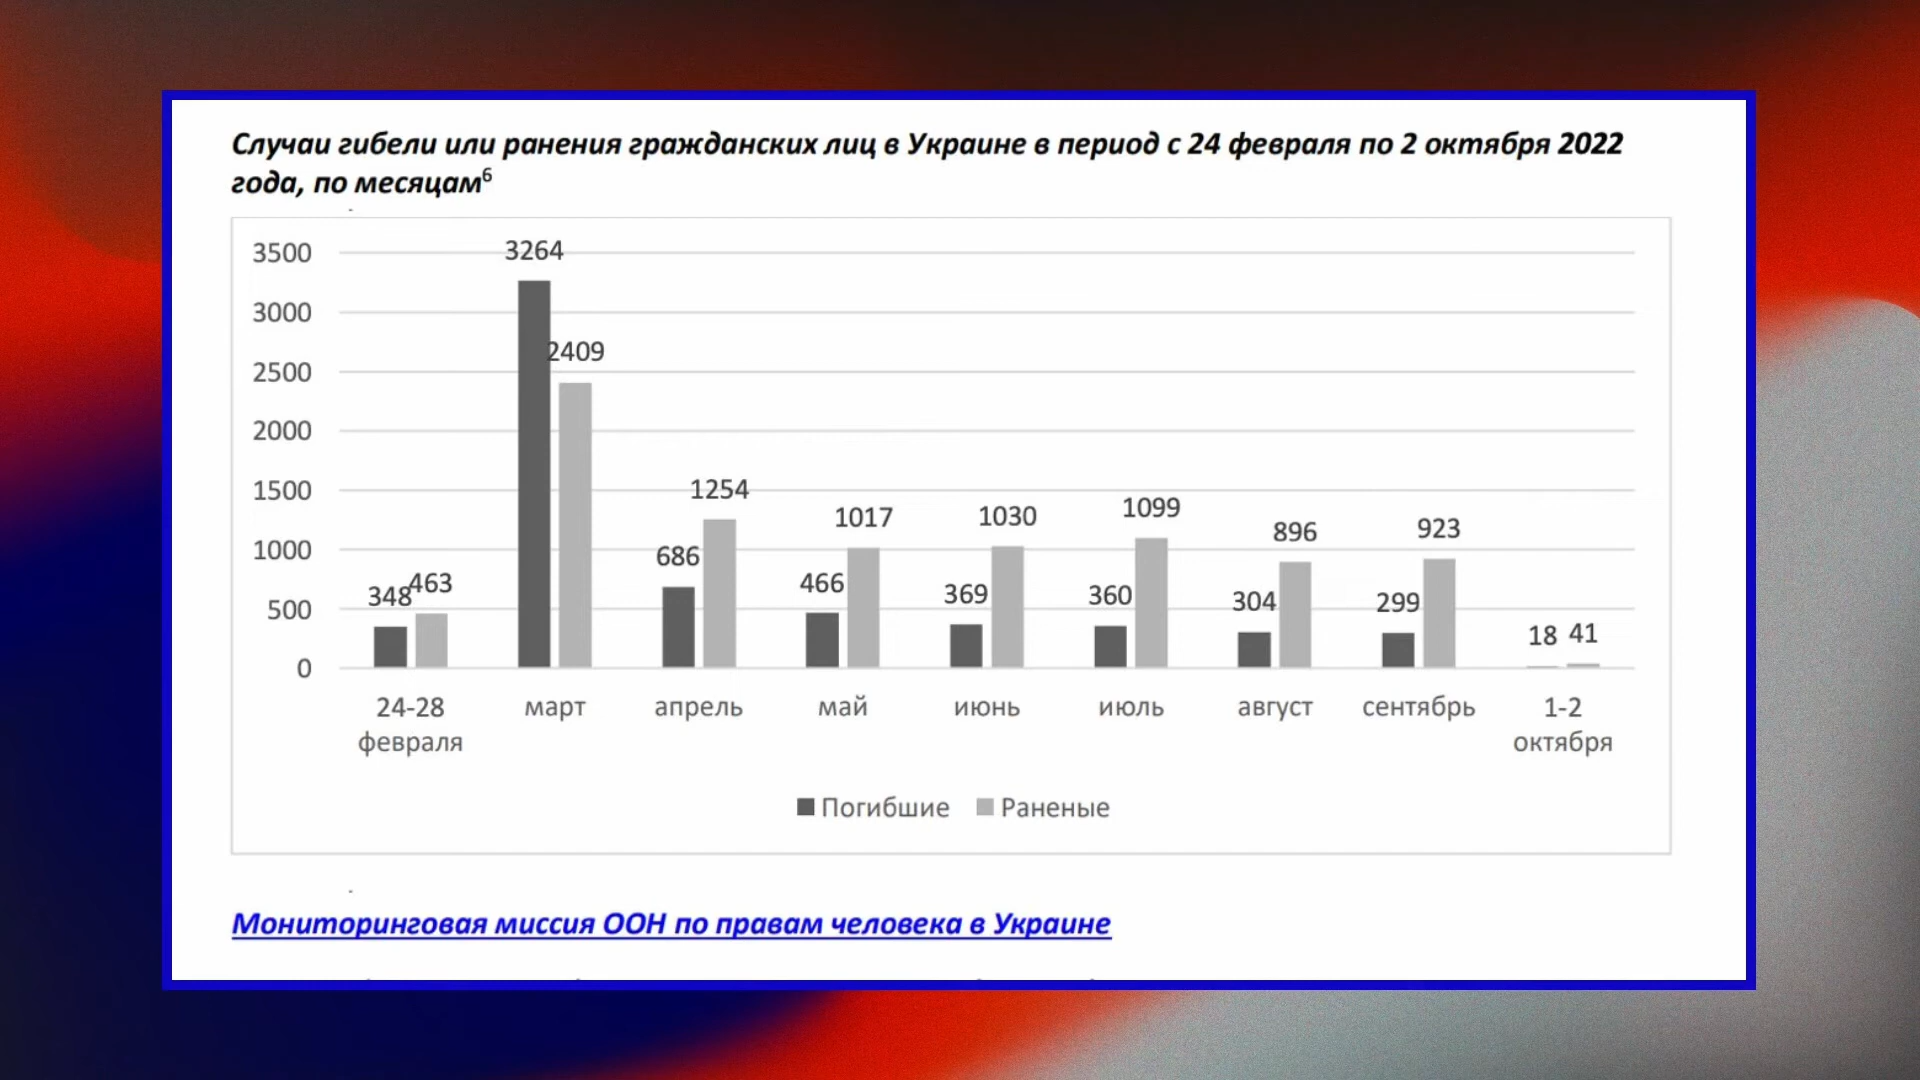 Случаи гибели или ранения гражданских лиц в Украине в период с 24 февраля по 2 октября 2022
года, по месяцам6
3500
3000
2500
2000
1500
1000
500
0
348
463
3264
2409
686
1254
466
1017
369
1030
360
1099
304
896
299
923
18
41
24-28
февраля
март
апрель
май
июнь
июль
август
сентябрь
1-2
октября
Погибшие
Раненые
Мониторинговая миссия ООН по правам человека в Украине